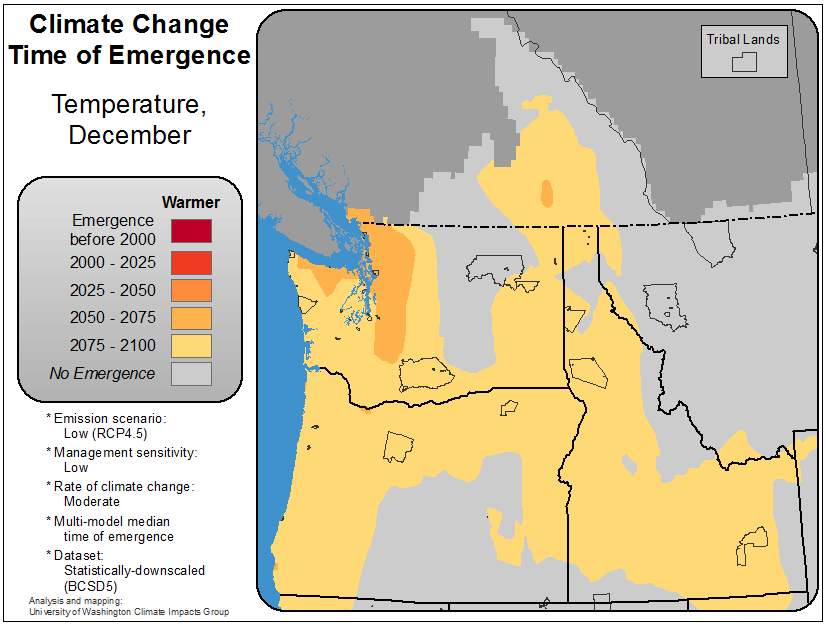 Climate Change
Time of Emergence
Temperature,
December
Warmer
Emergence
before 2000
2000 - 2025
2025 - 2050
2050 - 2075
2075 - 2100
No Emergence
* Emission scenario:
Low (RCP4.5)
* Management sensitivity:
Low
* Rate of climate change:
Moderate
* Multi-model median
time of emergence
* Dataset:
Statistically-downscaled
(BCSD5)
Analysis and mapping:
University of Washington Climate Impacts Group
Tribal Lands